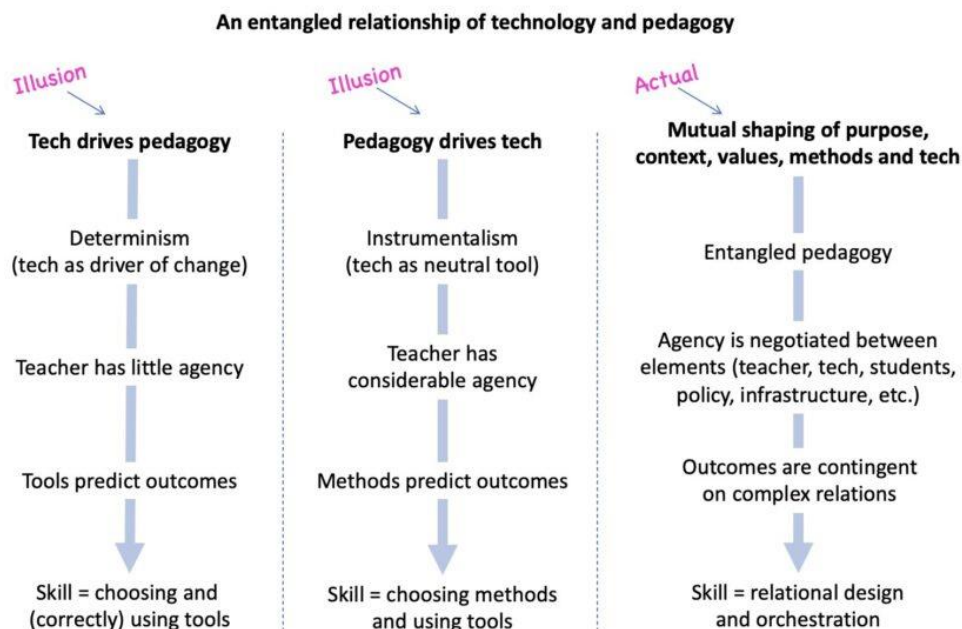 An entangled relationship of technology and pedagogy
Illusion
Tech drives pedagogy
Determinism
(tech as driver of change)
Teacher has little agency
Tools predict outcomes
Skill = choosing and
(correctly) using tools
Illusion
Pedagogy drives tech
Instrumentalism
(tech as neutral tool)
Teacher has
considerable agency
Methods predict outcomes
Skill = choosing methods
and using tools
Actual
Mutual shaping of purpose,
context, values, methods and tech
Entangled pedagogy
Agency is negotiated between
elements (teacher, tech, students,
policy, infrastructure, etc.)
Outcomes are contingent
on complex relations
Skill = relational design
and orchestration